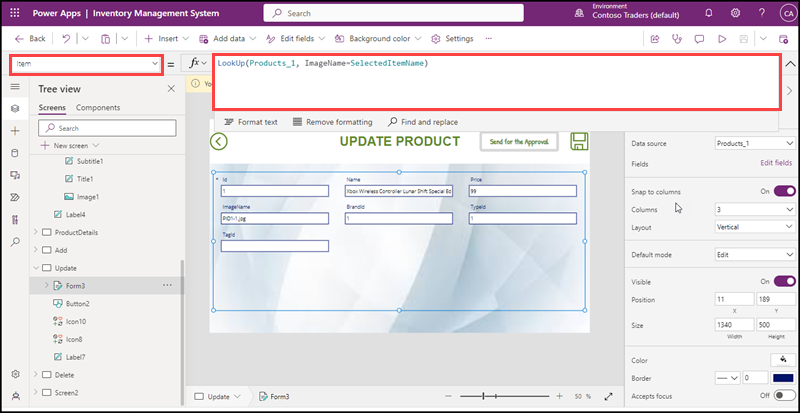 Power Apps | Inventory Management System
Search
Environment
Contoso Traders (default)
CA
Back
Insert
Add data
Edit fields
Background color
Settings
Item
=
fx
LookUp(Products_1, ImageName=SelectedItemName)
Format text
Remove formatting
Find and replace
Tree view
Screens
Components
Search
New screen
Subtitle1
Title1
Image1
Label4
ProductDetails
Add
Update
Form3
Button2
Icon10
Icon8
Label7
Delete
Screen2
You
UPDATE PRODUCT
Send for the Approval.
* Id
Name
Price
1
Xbox Wireless Controller Lunar Shift Special Ed
99
ImageName
BrandId
TypeId
PID1-1.jpg
1
1
TagId
Data source
Products_1
Fields
Edit fields
Snap to columns
On
Columns
3
Layout
Vertical
Default mode
Edit
Visible
On
Position
11
189
X
Y
Size
1340
500
Width
Height
Color
Border
0
Accepts focus
Off
Update
Form3
50 %